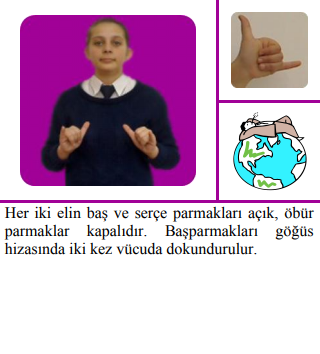 Her iki elin baş ve serçe parmakları açık, öbür
parmaklar kapalıdır. Başparmakları göğüs
hizasında iki kez vücuda dokundurulur.